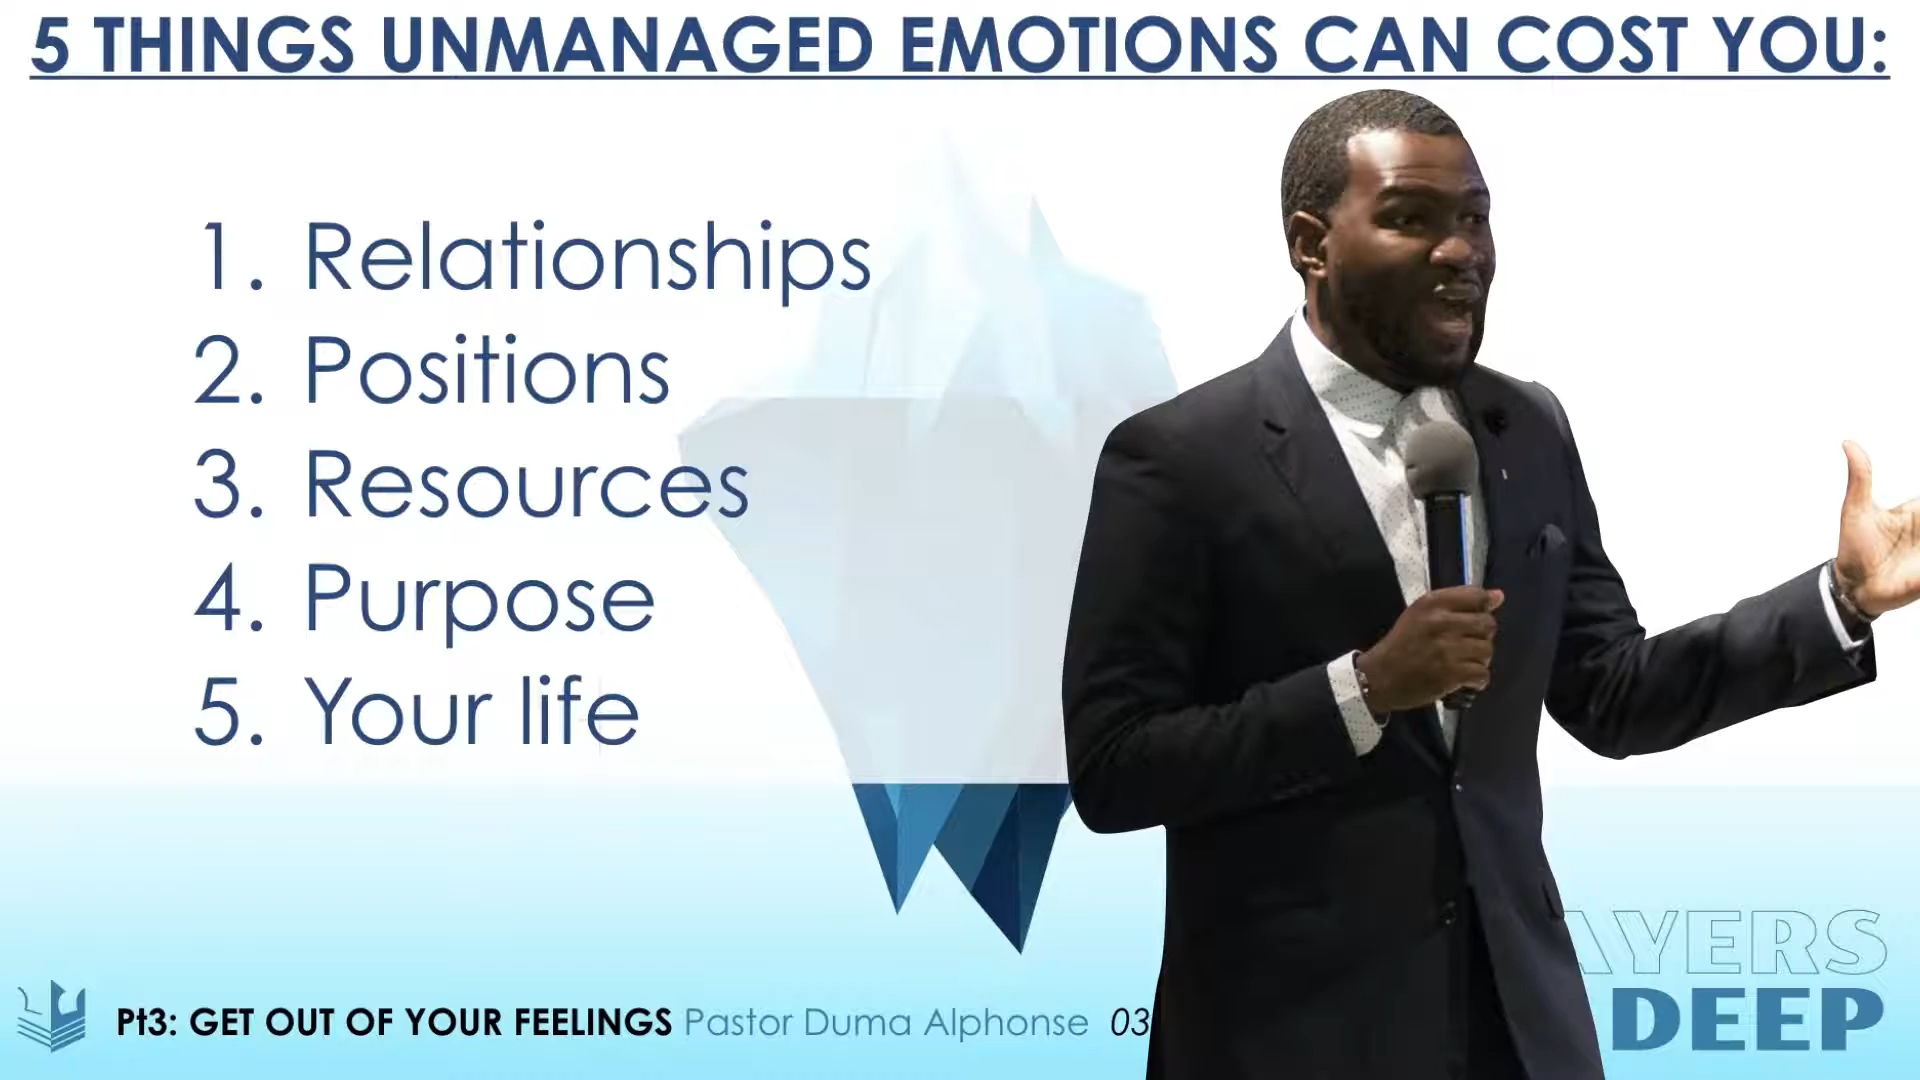 5 THINGS UNMANAGED EMOTIONS CAN COST YOU:
1. Relationships
2. Positions
3. Resources
4. Purpose
5. Your life
AYERS
DEEP
Pt3: GET OUT OF YOUR FEELINGS Pastor Duma Alphonse 03